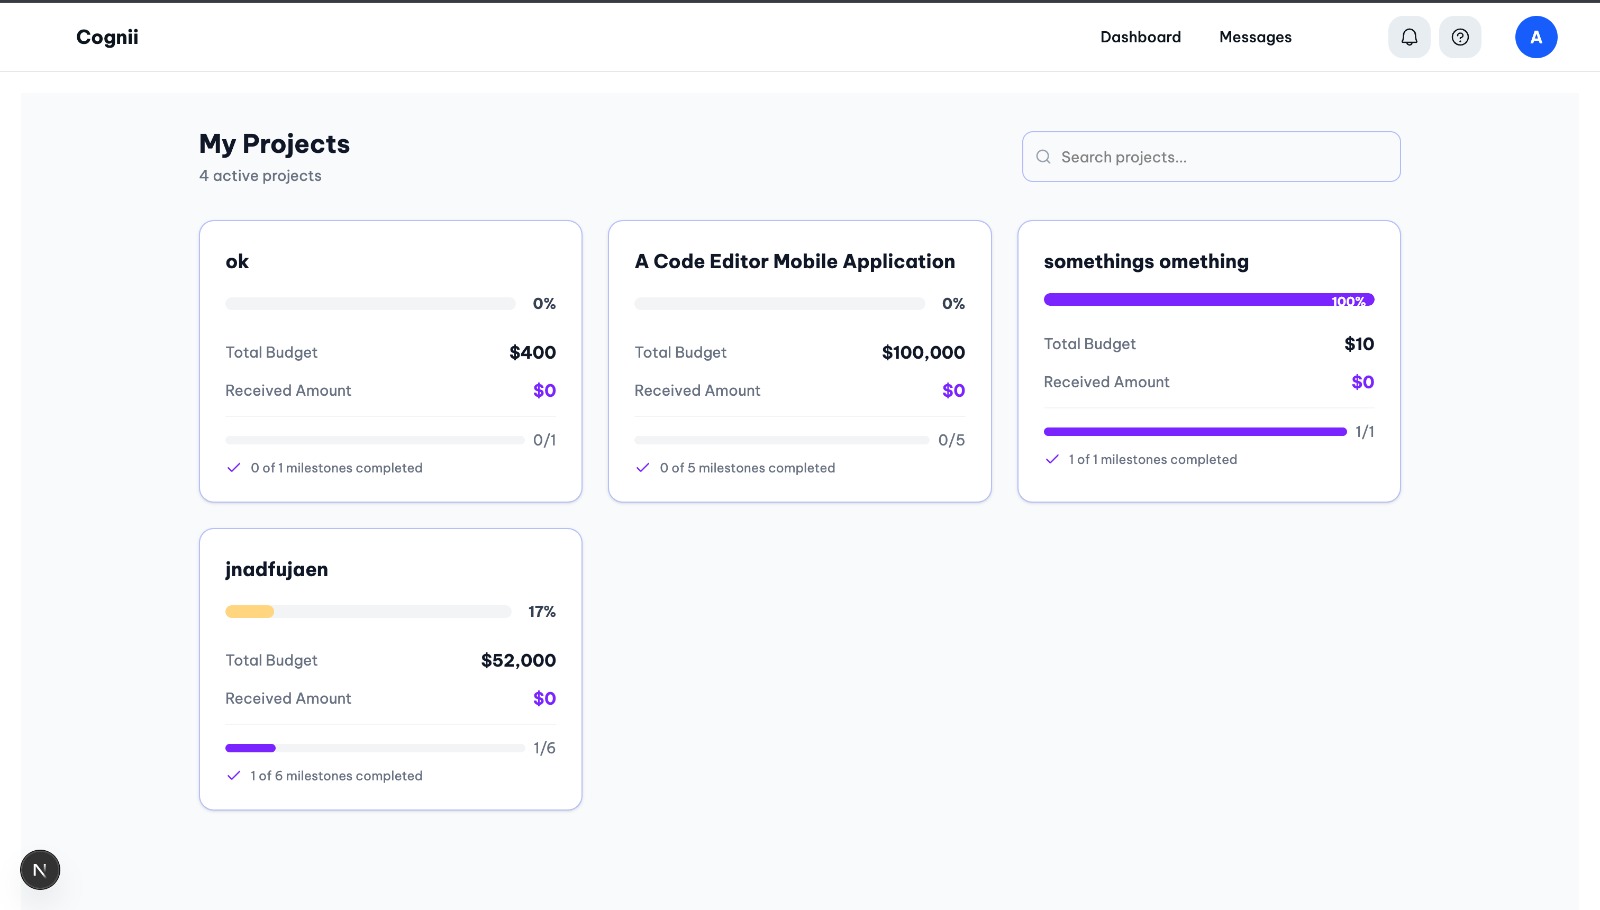 Cognii
Dashboard
Messages
A
My Projects
4 active projects
Search projects...
ok
0%
Total Budget
$400
Received Amount
$0
0/1
0 of 1 milestones completed
A Code Editor Mobile Application
0%
Total Budget
$100,000
Received Amount
$0
0/5
0 of 5 milestones completed
somethings omething
100%
Total Budget
$10
Received Amount
$0
1/1
1 of 1 milestones completed
jnadfujaen
17%
Total Budget
$52,000
Received Amount
$0
1/6
1 of 6 milestones completed
N